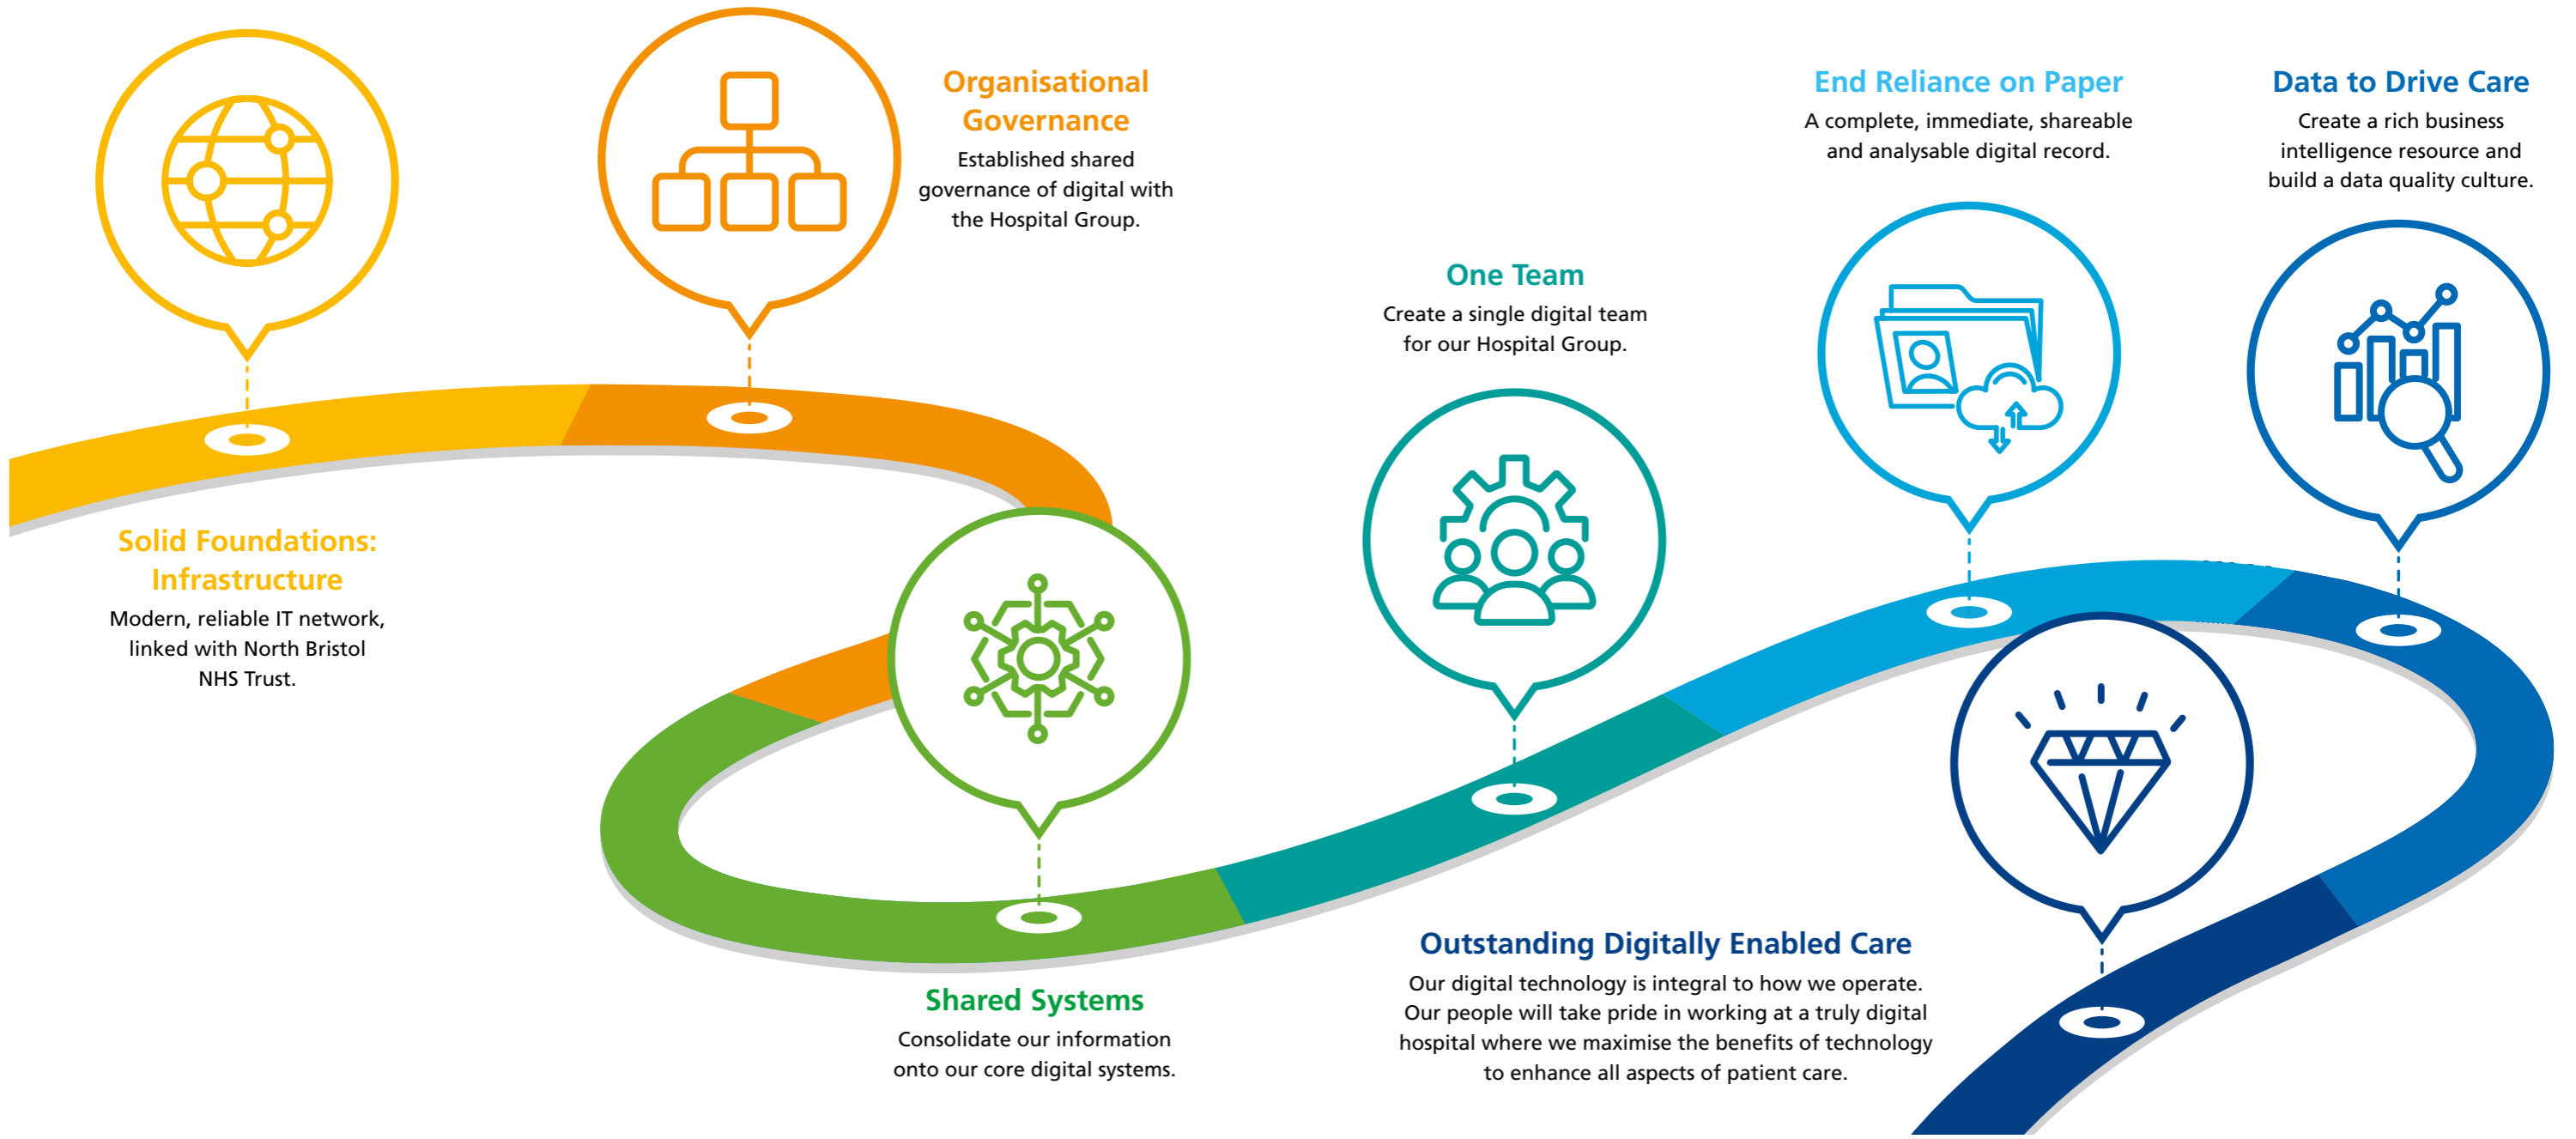 Solid Foundations:
Infrastructure
Modern, reliable IT network,
linked with North Bristol
NHS Trust.
Organisational
Governance
Established shared
governance of digital with
the Hospital Group.
Shared Systems
Consolidate our information
onto our core digital systems.
One Team
Create a single digital team
for our Hospital Group.
End Reliance on Paper
A complete, immediate, shareable
and analysable digital record.
Data to Drive Care
Create a rich business
intelligence resource and
build a data quality culture.
Outstanding Digitally Enabled Care
Our digital technology is integral to how we operate.
Our people will take pride in working at a truly digital
hospital where we maximise the benefits of technology
to enhance all aspects of patient care.